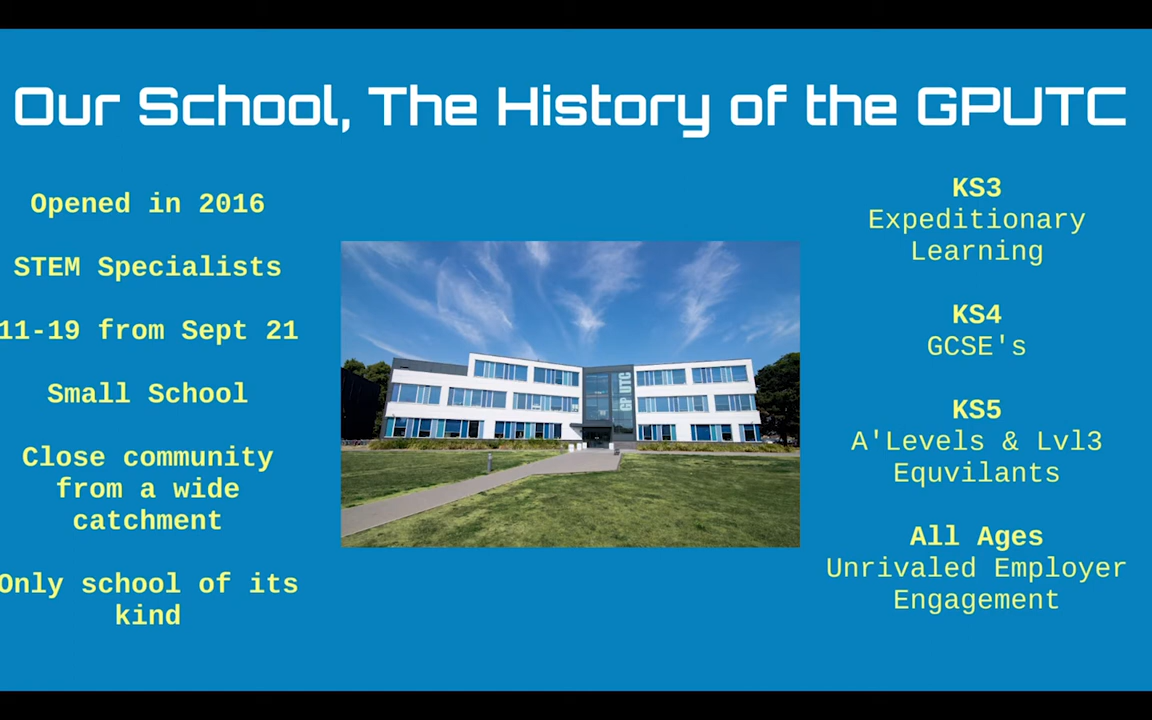 Our School, The History of the GPUTC
Opened in 2016
STEM Specialists
11-19 from Sept 21
Small School
Close community
from a wide
catchment
Only school of its
kind
GP UTC
KS3
Expeditionary
Learning
KS4
GCSE's
KS5
A'Levels & Lvl3
Equvilants
All Ages
Unrivaled Employer
Engagement